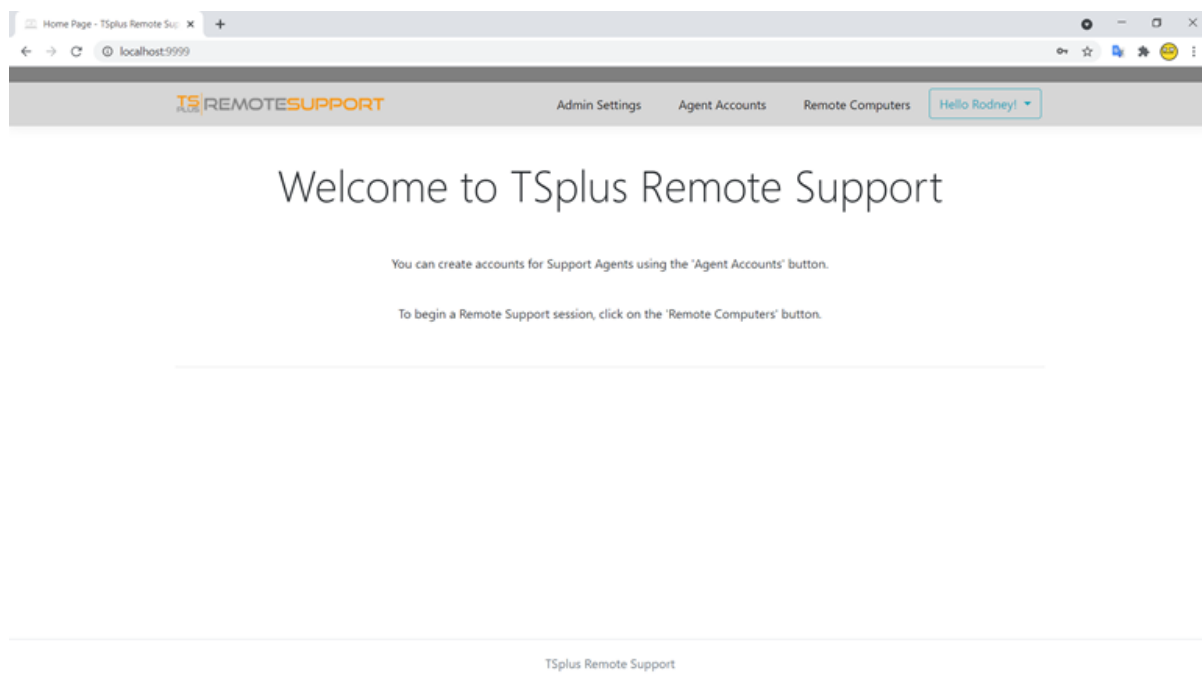 Home Page - TSplus Remote Sup
localhost:9999
TS PLUS REMOTESUPPORT
Admin Settings
Agent Accounts
Remote Computers
Hello Rodney!
Welcome to TSplus Remote Support
You can create accounts for Support Agents using the 'Agent Accounts' button.
To begin a Remote Support session, click on the 'Remote Computers' button.
TSplus Remote Support